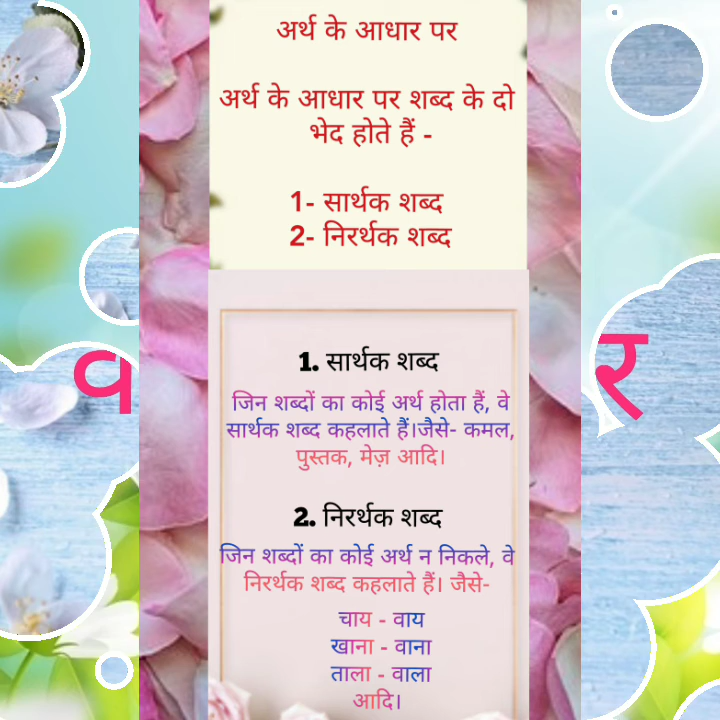 अर्थ के आधार पर
अर्थ के आधार पर शब्द के दो
भेद होते हैं -
1- सार्थक शब्द
2- निरर्थक शब्द
1. सार्थक शब्द
जिन शब्दों का कोई अर्थ होता हैं, वे
सार्थक शब्द कहलाते हैं।जैसे- कमल,
पुस्तक, मेज़ आदि।
2. निरर्थक शब्द
जिन शब्दों का कोई अर्थ न निकले, वे
निरर्थक शब्द कहलाते हैं। जैसे-
चाय - वाय
खाना - वाना
ताला - वाला
आदि।